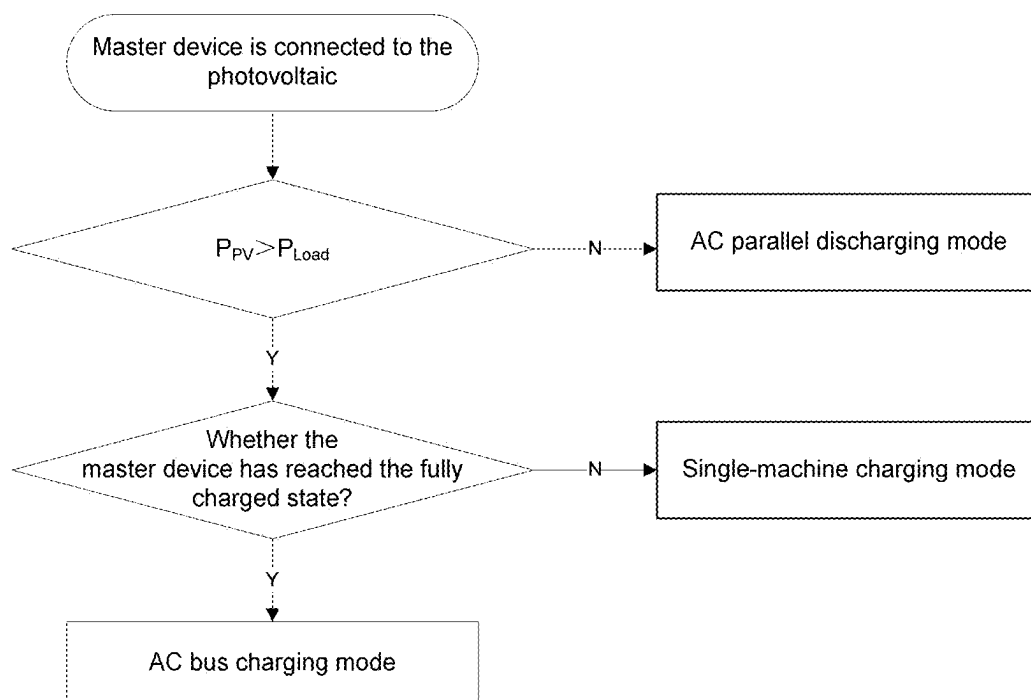 Master device is connected to the
photovoltaic
PPV＞PLoad
N
AC parallel discharging mode
Y
Whether the
master device has reached the fully
charged state?
N
Single-machine charging mode
Y
AC bus charging mode